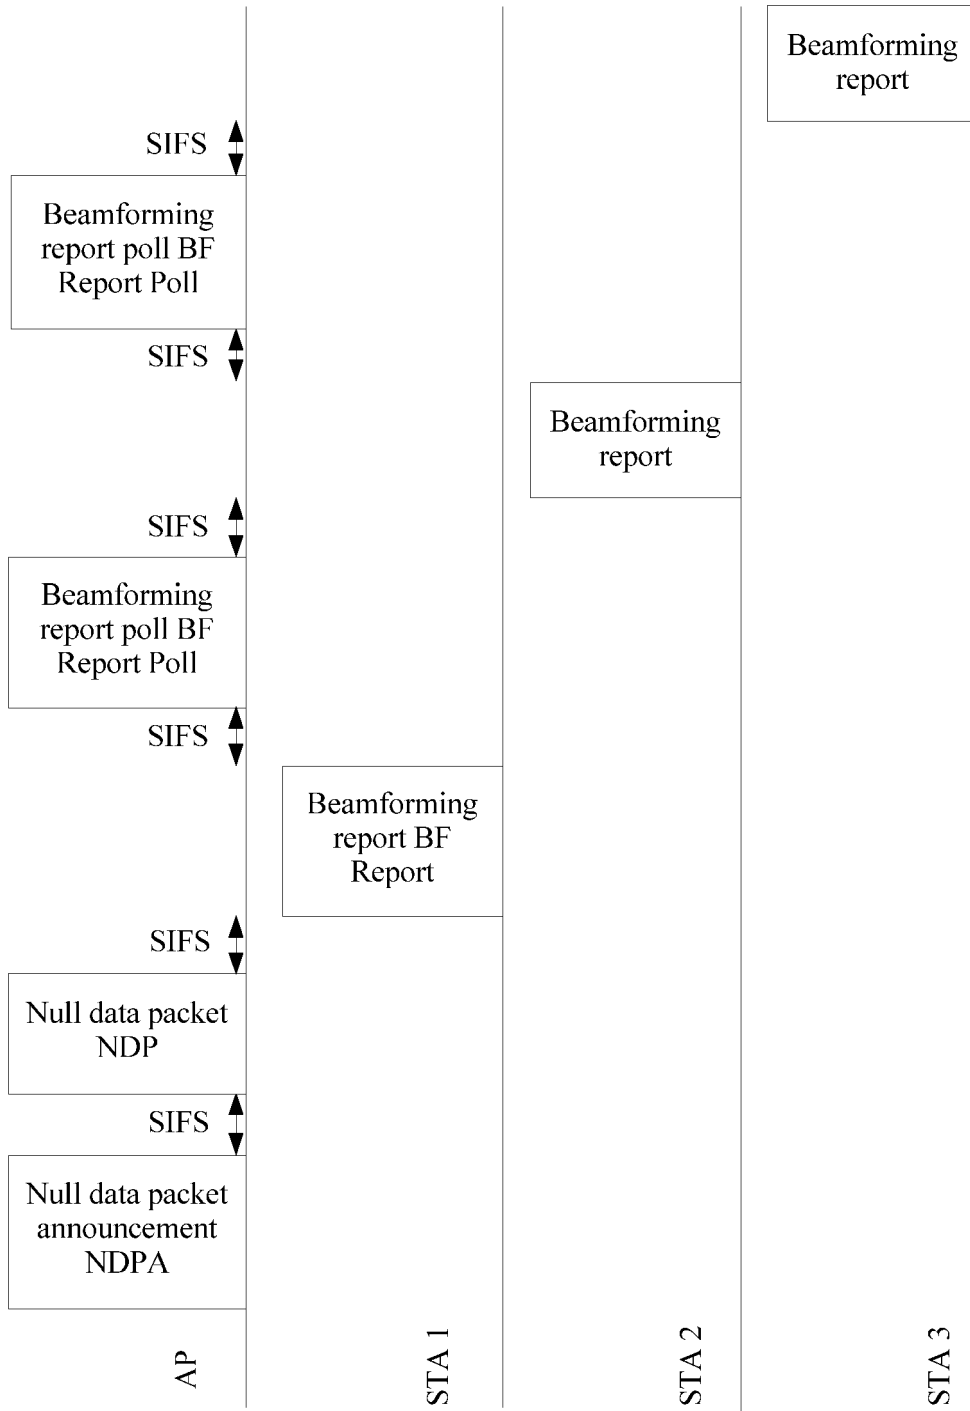 Beamforming
report
SIFS
Beamforming
report poll BF
Report Poll
SIFS
Beamforming
report
SIFS
Beamforming
report poll BF
Report Poll
SIFS
Beamforming
report BF
Report
SIFS
Null data packet
NDP
SIFS
Null data packet
announcement
NDPA
AP
STA 1
STA 2
STA 3